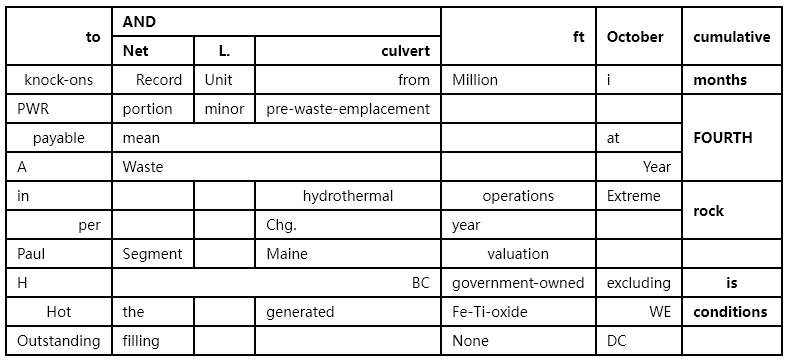 to AND ft October cumulative
Net L. culvert
knock-ons Record Unit from Million i months
PWR portion minor pre-waste-emplacement FOURTH
payable mean at
A Waste Year
in hydrothermal operations Extreme rock
per Chg. year
Paul Segment Maine valuation
H BC government-owned excluding is
Hot the generated Fe-Ti-oxide WE conditions
Outstanding filling None DC